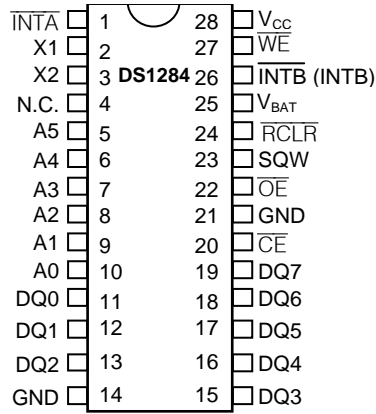 INTA 1 28 VCC
X1 2 27 WE
X2 3 DS1284 26 INTB (INTB)
N.C. 4 25 VBAT
A5 5 24 RCLR
A4 6 23 SQW
A3 7 22 OE
A2 8 21 GND
A1 9 20 CE
A0 10 19 DQ7
DQ0 11 18 DQ6
DQ1 12 17 DQ5
DQ2 13 16 DQ4
GND 14 15 DQ3